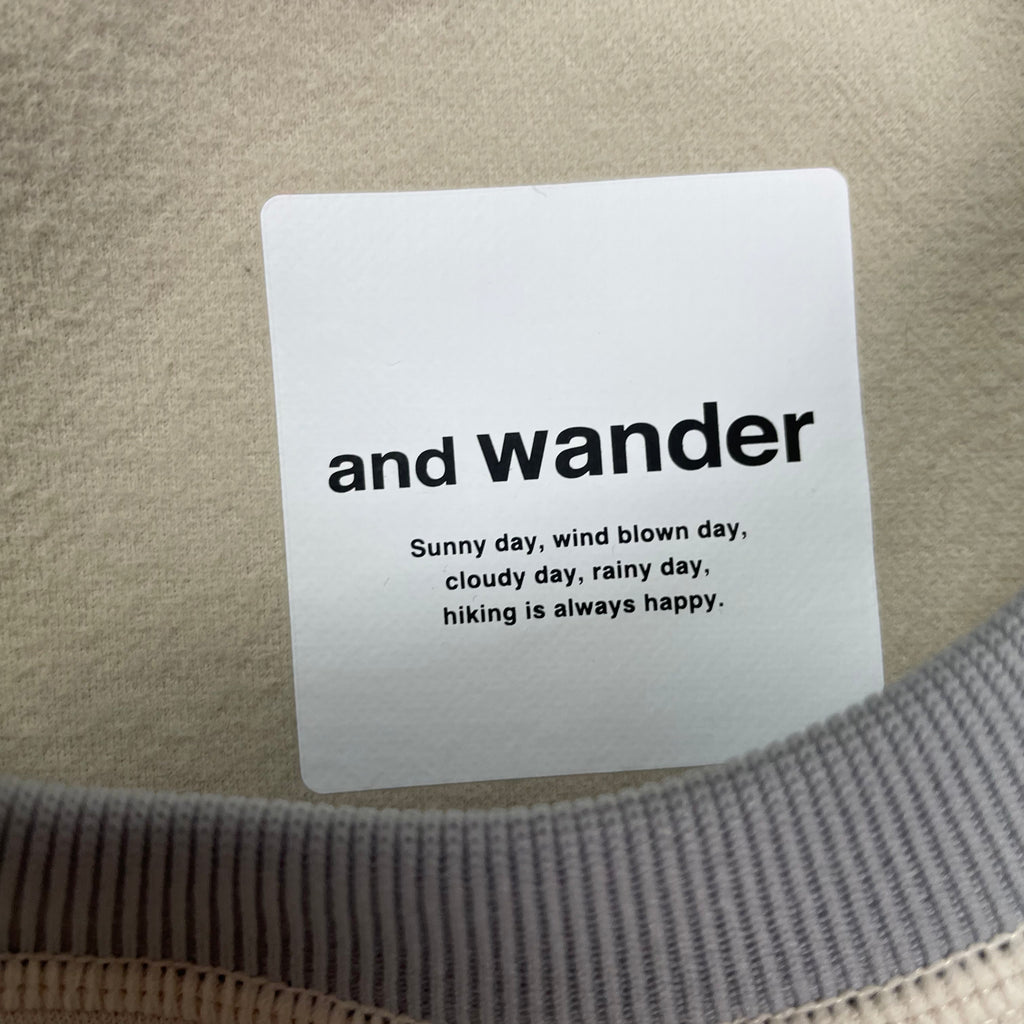 and wander
Sunny day, wind blown day,
cloudy day, rainy day,
hiking is always happy.